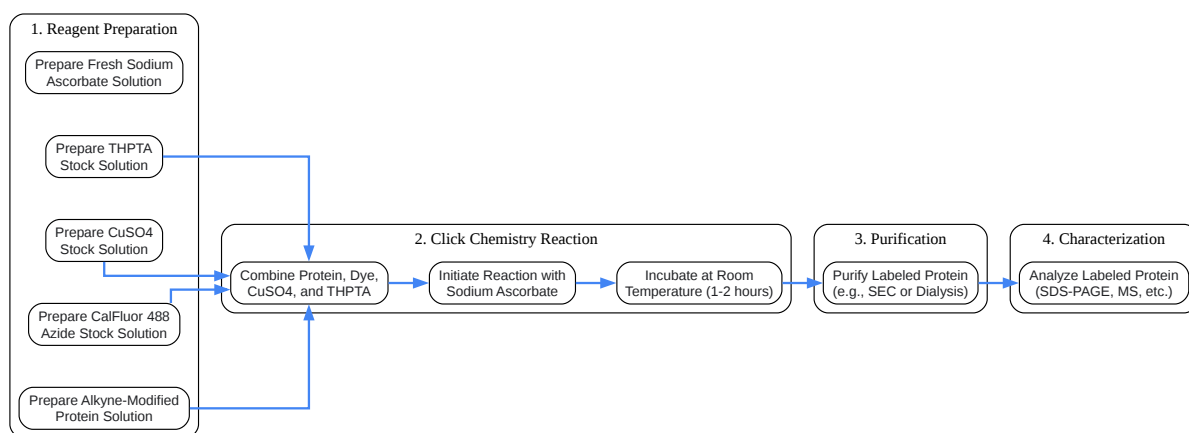 1. Reagent Preparation
Prepare Fresh Sodium
Ascorbate Solution
Prepare THPTA
Stock Solution
Prepare CuSO4
Stock Solution
Prepare CalFluor 488
Azide Stock Solution
Prepare Alkyne-Modified
Protein Solution
2. Click Chemistry Reaction
Combine Protein, Dye,
CuSO4, and THPTA
Initiate Reaction with
Sodium Ascorbate
Incubate at Room
Temperature (1-2 hours)
3. Purification
Purify Labeled Protein
(e.g., SEC or Dialysis)
4. Characterization
Analyze Labeled Protein
(SDS-PAGE, MS, etc.)